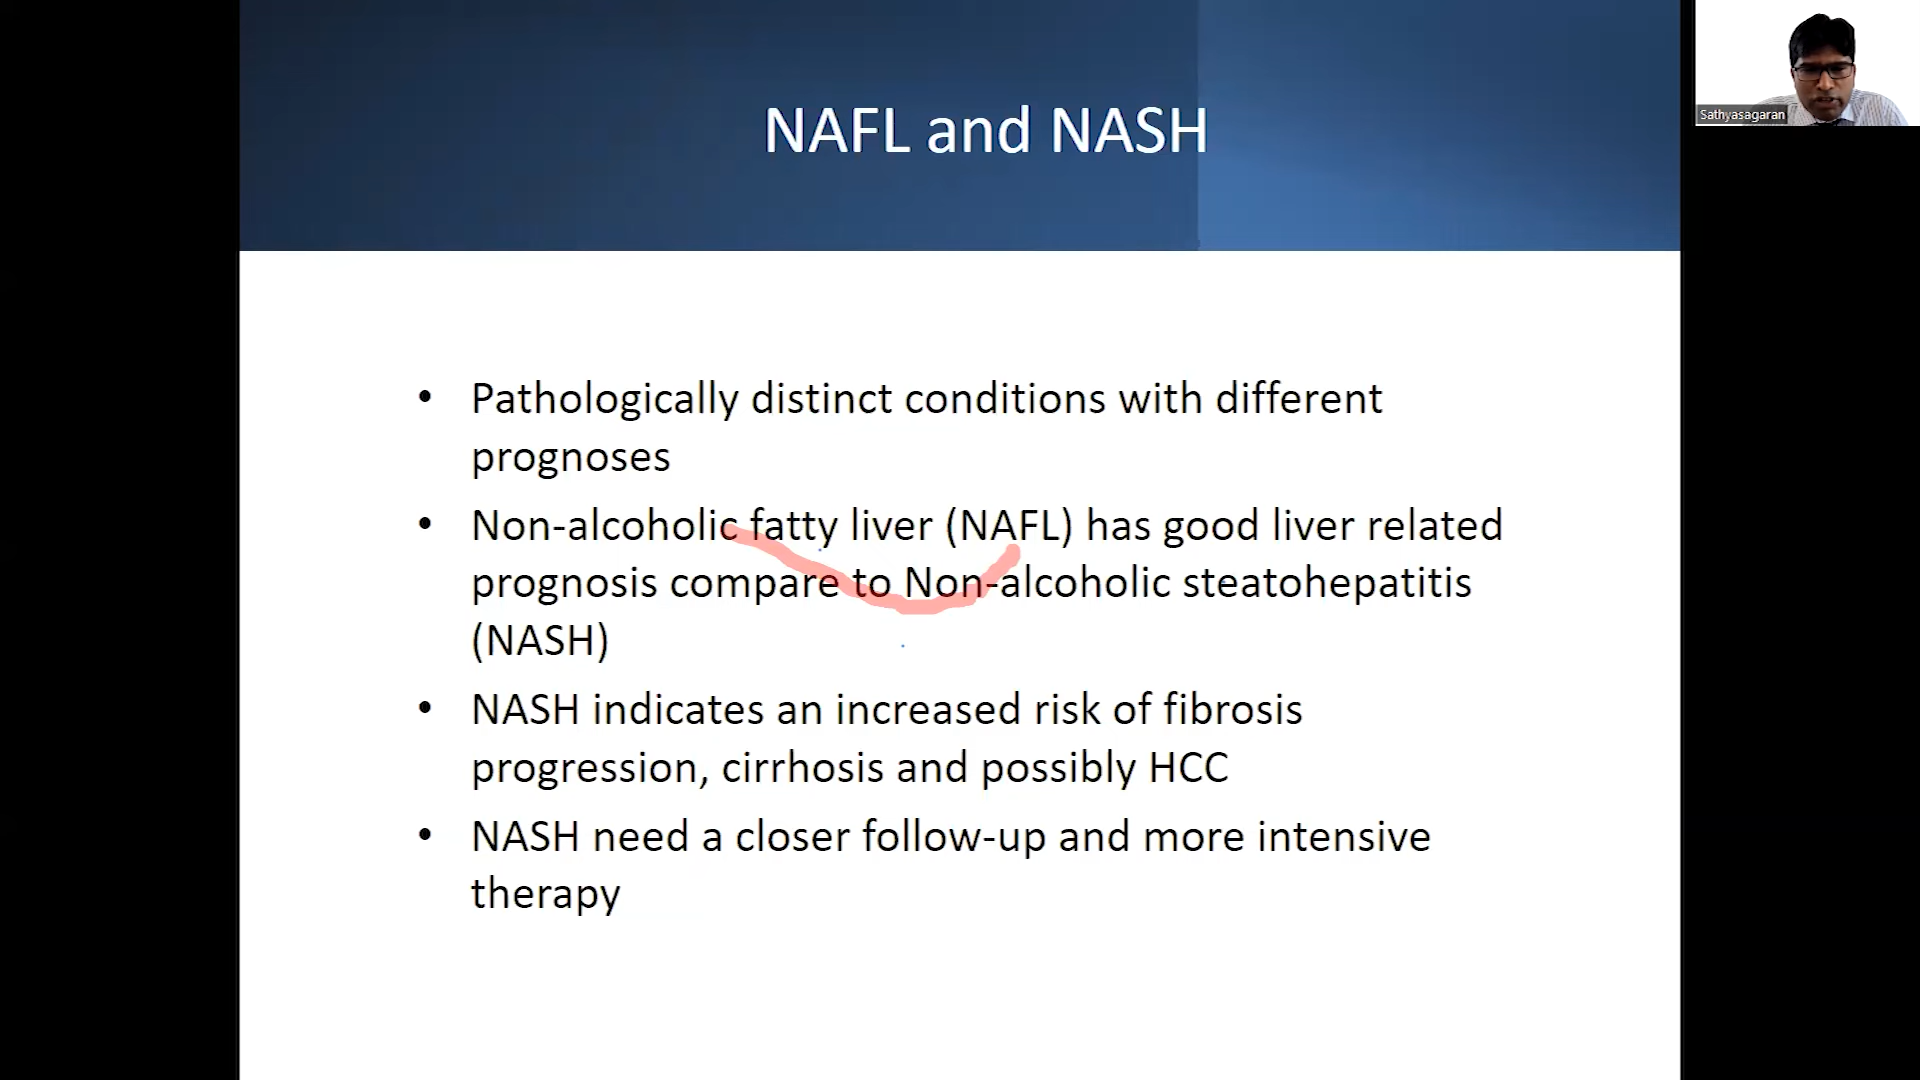 NAFL and NASH
Sathyasagaran
• Pathologically distinct conditions with different
prognoses
• Non-alcoholic fatty liver (NAFL) has good liver related
prognosis compare to Non-alcoholic steatohepatitis
(NASH)
• NASH indicates an increased risk of fibrosis
progression, cirrhosis and possibly HCC
• NASH need a closer follow-up and more intensive
therapy